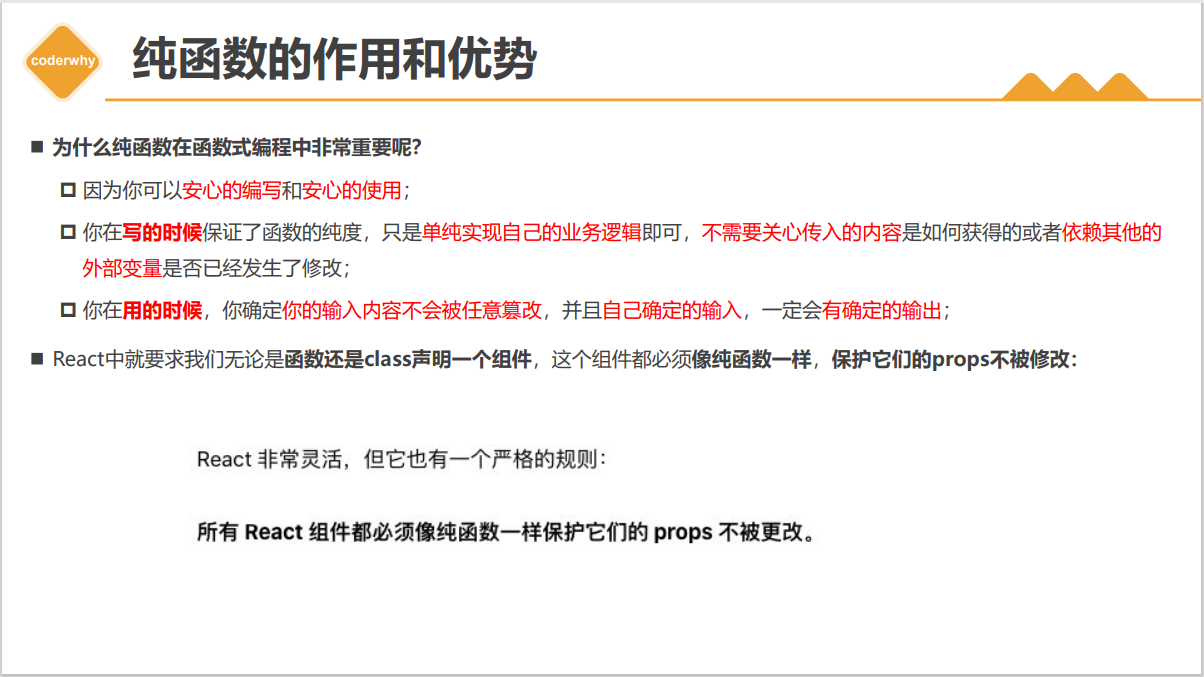 coderwhy
纯函数的作用和优势
为什么纯函数在函数式编程中非常重要呢?
因为你可以安心的编写和安心的使用；
你在写的时候保证了函数的纯度，只是单纯实现自己的业务逻辑即可，不需要关心传入的内容是如何获得的或者依赖其他的
外部变量是否已经发生了修改；
你在用的时候，你确定你的输入内容不会被任意篡改，并且自己确定的输入，一定会有确定的输出；
React中就要求我们无论是函数还是class声明一个组件，这个组件都必须像纯函数一样，保护它们的props不被修改：
React 非常灵活，但它也有一个严格的规则：
所有 React 组件都必须像纯函数一样保护它们的 props 不被更改。